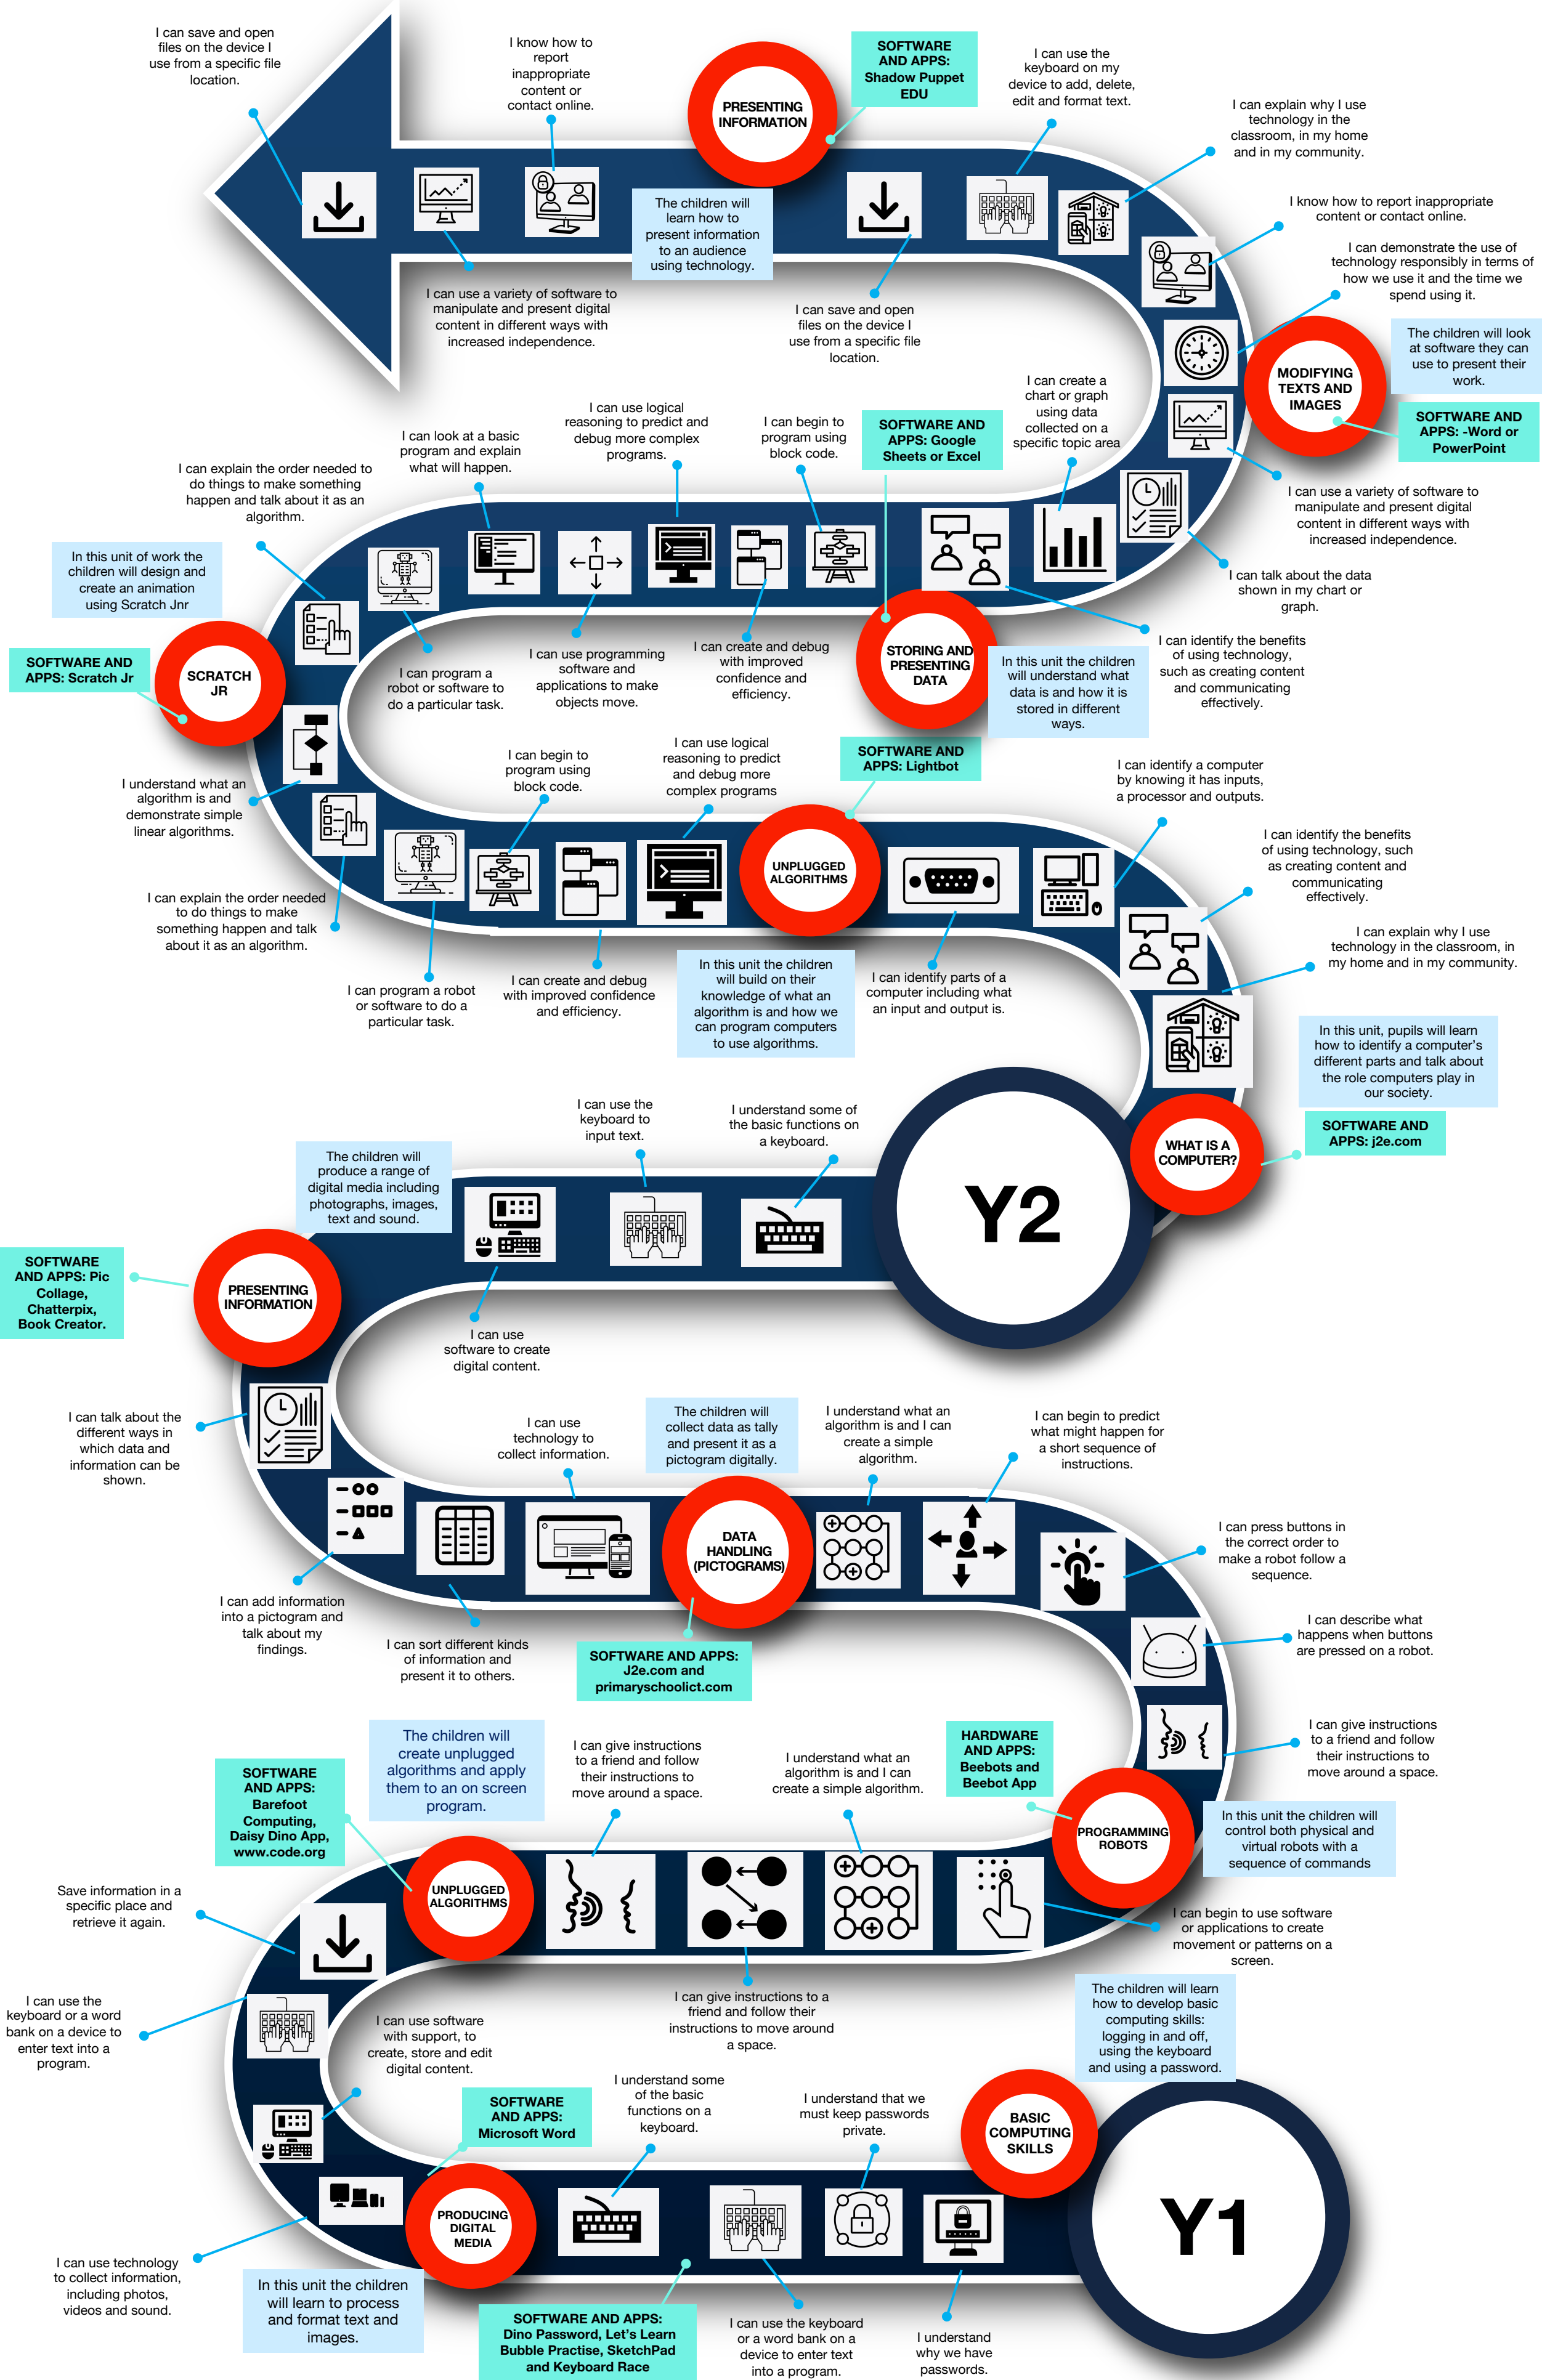 I can save and open
files on the device I
use from a specific file
location.
I know how to
report
inappropriate
content or
contact online.
PRESENTING
INFORMATION
SOFTWARE
AND APPS:
Shadow Puppet
EDU
I can use the
keyboard on my
device to add, delete,
edit and format text.
I can explain why I use
technology in the
classroom, in my home
and in my community.
The children will
learn how to
present information
to an audience
using technology.
I know how to report inappropriate
content or contact online.
I can demonstrate the use of
technology responsibly in terms of
how we use it and the time we
spend using it.
I can use a variety of software to
manipulate and present digital
content in different ways with
increased independence.
I can save and open
files on the device I
use from a specific file
location.
MODIFYING
TEXTS AND
IMAGES
The children will look
at software they can
use to present their
work.
SOFTWARE AND
APPS: -Word or
PowerPoint
I can use a variety of software to
manipulate and present digital
content in different ways with
increased independence.
I can talk about the data
shown in my chart or
graph.
I can create a
chart or graph
using data
collected on a
specific topic area
SOFTWARE AND
APPS: Google
Sheets or Excel
I can begin to
program using
block code.
I can use logical
reasoning to predict and
debug more complex
programs.
I can look at a basic
program and explain
what will happen.
I can explain the order needed to
do things to make something
happen and talk about it as an
algorithm.
In this unit of work the
children will design and
create an animation
using Scratch Jnr
SOFTWARE AND
APPS: Scratch Jr
SCRATCH
JR
I can program a
robot or software to
do a particular task.
I can use programming
software and
applications to make
objects move.
I can create and debug
with improved
confidence and
efficiency.
STORING AND
PRESENTING
DATA
In this unit the children
will understand what
data is and how it is
stored in different
ways.
I can identify the benefits
of using technology,
such as creating content
and communicating
effectively.
I understand what an
algorithm is and
demonstrate simple
linear algorithms.
I can begin to
program using
block code.
I can use logical
reasoning to predict
and debug more
complex programs
SOFTWARE AND
APPS: Lightbot
I can identify a computer
by knowing it has inputs,
a processor and outputs.
I can identify the benefits
of using technology, such
as creating content and
communicating
effectively.
UNPLUGGED
ALGORITHMS
I can explain the order needed
to do things to make
something happen and talk
about it as an algorithm.
I can program a robot
or software to do a
particular task.
I can create and debug
with improved confidence
and efficiency.
In this unit the children
will build on their
knowledge of what an
algorithm is and how we
can program computers
to use algorithms.
I can identify parts of a
computer including what
an input and output is.
I can explain why I use
technology in the classroom, in
my home and in my community.
In this unit, pupils will learn
how to identify a computer's
different parts and talk about
the role computers play in
our society.
WHAT IS A
COMPUTER?
SOFTWARE AND
APPS: j2e.com
Y2
I understand some of
the basic functions on
a keyboard.
I can use the
keyboard to
input text.
The children will
produce a range of
digital media including
photographs, images,
text and sound.
SOFTWARE
AND APPS: Pic
Collage,
Chatterpix,
Book Creator.
PRESENTING
INFORMATION
I can use
software to create
digital content.
I can talk about the
different ways in
which data and
information can be
shown.
I can use
technology to
collect information.
The children will
collect data as tally
and present it as a
pictogram digitally.
I understand what an
algorithm is and I can
create a simple
algorithm.
I can begin to predict
what might happen for
a short sequence of
instructions.
DATA
HANDLING
(PICTOGRAMS)
I can press buttons in
the correct order to
make a robot follow a
sequence.
I can add information
into a pictogram and
talk about my
findings.
I can sort different kinds
of information and
present it to others.
SOFTWARE AND APPS:
J2e.com and
primaryschoolict.com
I can describe what
happens when buttons
are pressed on a robot.
I can give instructions
to a friend and follow
their instructions to
move around a space.
HARDWARE
AND APPS:
Beebots and
Beebot App
PROGRAMMING
ROBOTS
In this unit the children will
control both physical and
virtual robots with a
sequence of commands
I can begin to use software
or applications to create
movement or patterns on a
screen.
I understand what an
algorithm is and I can
create a simple algorithm.
I can give instructions
to a friend and follow
their instructions to
move around a space.
The children will
create unplugged
algorithms and apply
them to an on screen
program.
SOFTWARE
AND APPS:
Barefoot
Computing,
Daisy Dino App,
www.code.org
UNPLUGGED
ALGORITHMS
I can give instructions to a
friend and follow their
instructions to move around
a space.
Save information in a
specific place and
retrieve it again.
I can use the
keyboard or a word
bank on a device to
enter text into a
program.
I can use software
with support, to
create, store and edit
digital content.
SOFTWARE
AND APPS:
Microsoft Word
I understand some
of the basic
functions on a
keyboard.
I understand that we
must keep passwords
private.
The children will learn
how to develop basic
computing skills:
logging in and off,
using the keyboard
and using a password.
BASIC
COMPUTING
SKILLS
Y1
PRODUCING
DIGITAL
MEDIA
I can use technology
to collect information,
including photos,
videos and sound.
In this unit the children
will learn to process
and format text and
images.
SOFTWARE AND APPS:
Dino Password, Let's Learn
Bubble Practise, SketchPad
and Keyboard Race
I can use the keyboard
or a word bank on a
device to enter text
into a program.
I understand
why we have
passwords.